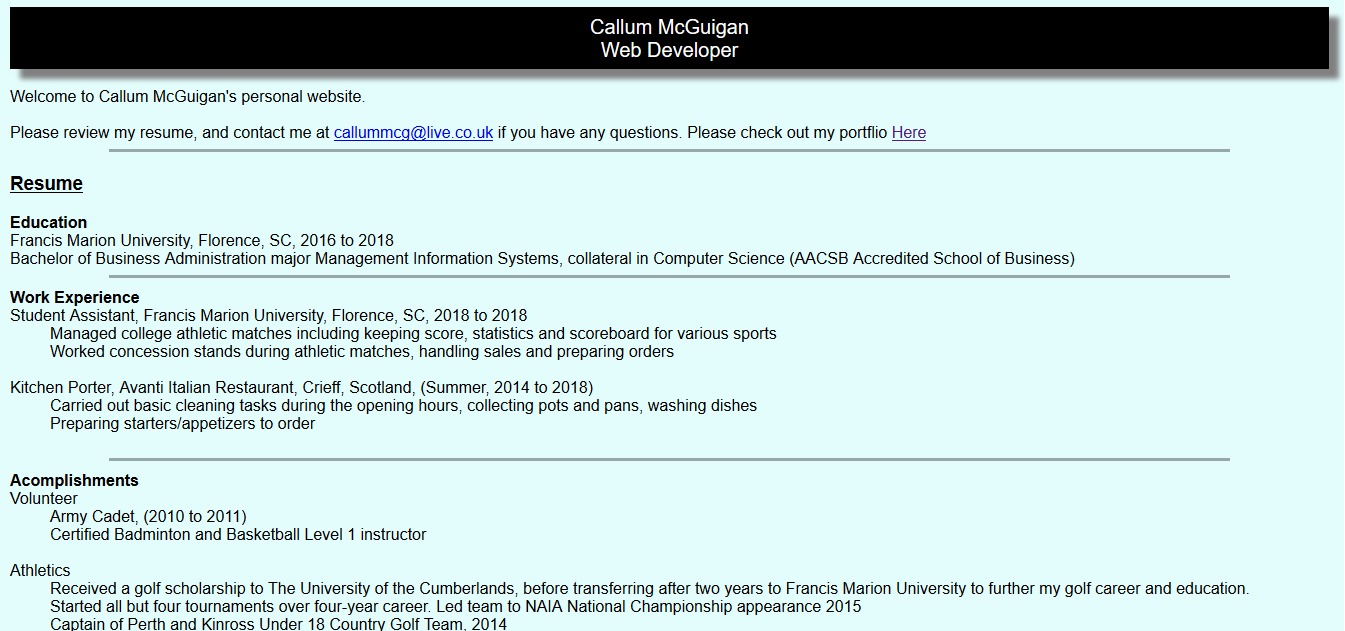 Callum McGuigan
Web Developer
Welcome to Callum McGuigan's personal website.
Please review my resume, and contact me at callummcg@live.co.uk if you have any questions. Please check out my portflio Here
Resume
Education
Francis Marion University, Florence, SC, 2016 to 2018
Bachelor of Business Administration major Management Information Systems, collateral in Computer Science (AACSB Accredited School of Business)
Work Experience
Student Assistant, Francis Marion University, Florence, SC, 2018 to 2018
Managed college athletic matches including keeping score, statistics and scoreboard for various sports
Worked concession stands during athletic matches, handling sales and preparing orders
Kitchen Porter, Avanti Italian Restaurant, Crieff, Scotland, (Summer, 2014 to 2018)
Carried out basic cleaning tasks during the opening hours, collecting pots and pans, washing dishes
Preparing starters/appetizers to order
Acomplishments
Volunteer
Army Cadet, (2010 to 2011)
Certified Badminton and Basketball Level 1 instructor
Athletics
Received a golf scholarship to The University of the Cumberlands, before transferring after two years to Francis Marion University to further my golf career and education.
Started all but four tournaments over four-year career. Led team to NAIA National Championship appearance 2015
Captain of Perth and Kinross Under 18 Country Golf Team, 2014